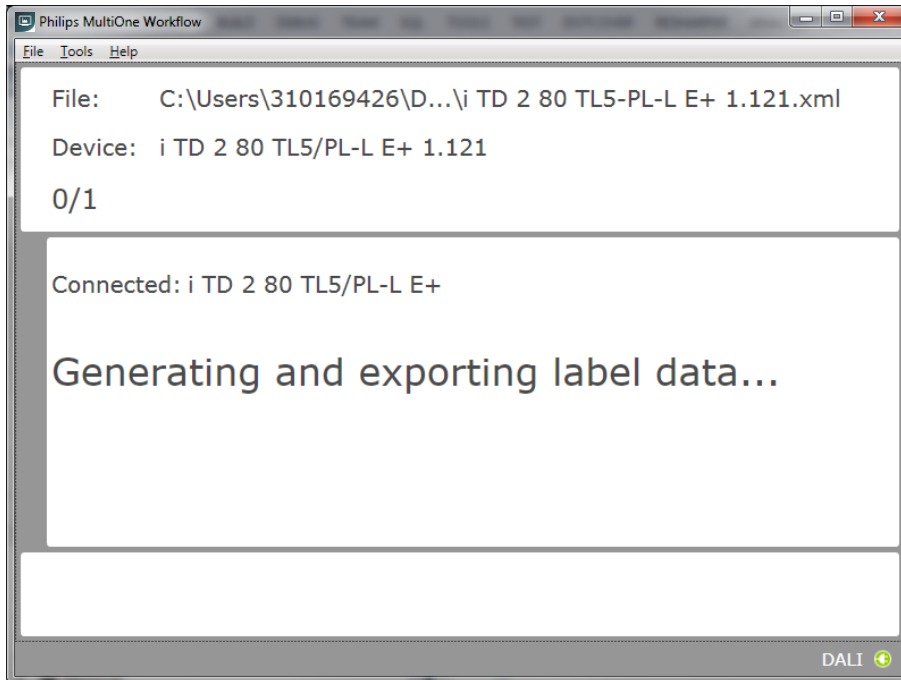 Philips MultiOne Workflow
File Tools Help
File: C:\Users\310169426\D...\i TD 2 80 TL5-PL-L E+ 1.121.xml
Device: i TD 2 80 TL5/PL-L E+ 1.121
0/1
Connected: i TD 2 80 TL5/PL-L E+
Generating and exporting label data...
DALI